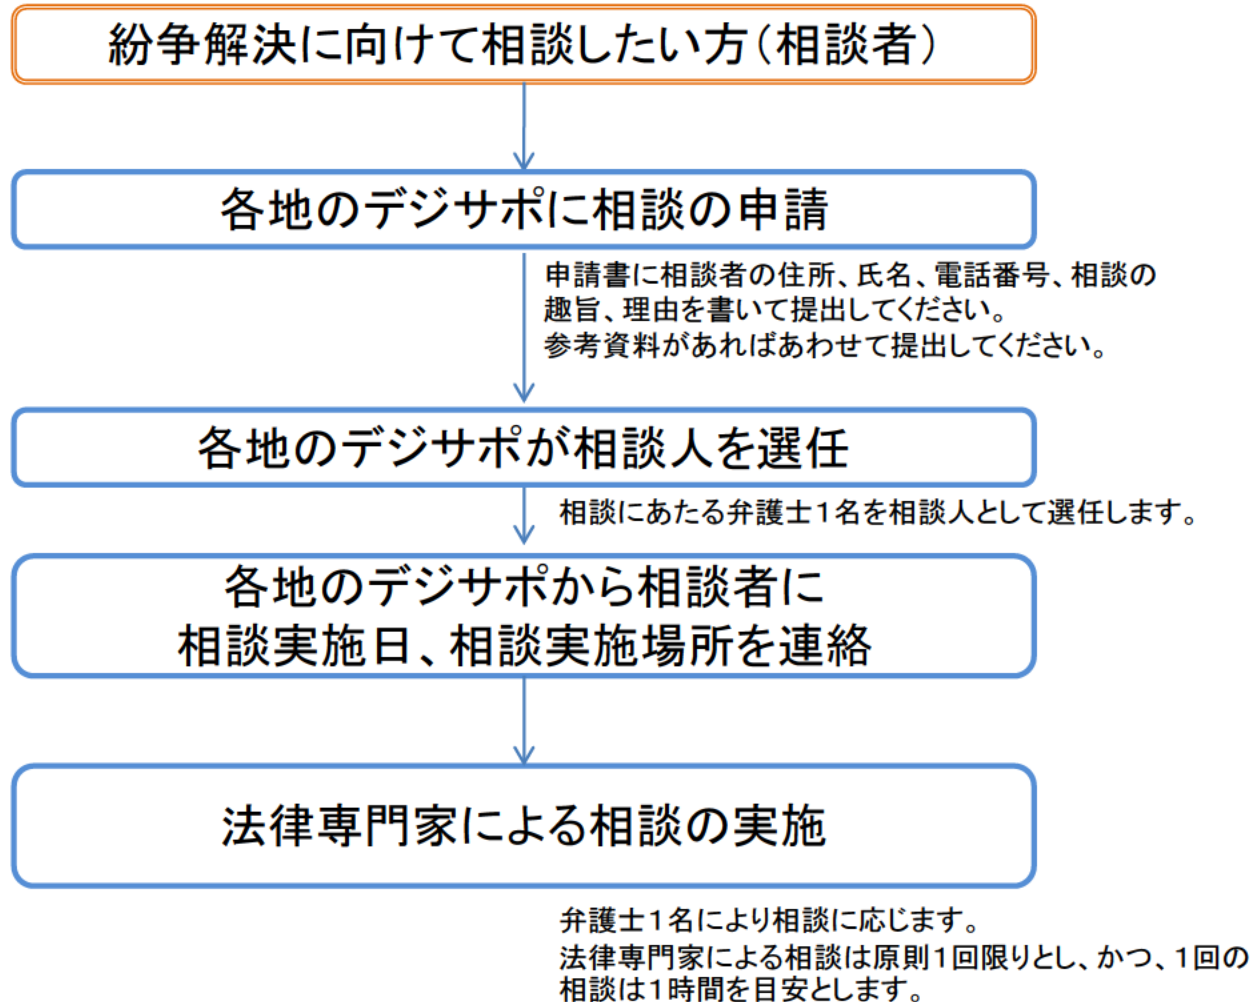 紛争解決に向けて相談したい方（相談者）
各地のデジサポに相談の申請
申請書に相談者の住所、氏名、電話番号、相談の
趣旨、理由を書いて提出してください。
参考資料があればあわせて提出してください。
各地のデジサポが相談人を選任
相談にあたる弁護士１名を相談人として選任します。
各地のデジサポから相談者に
相談実施日、相談実施場所を連絡
法律専門家による相談の実施
弁護士１名により相談に応じます。
法律専門家による相談は原則１回限りとし、かつ、１回の
相談は１時間を目安とします。